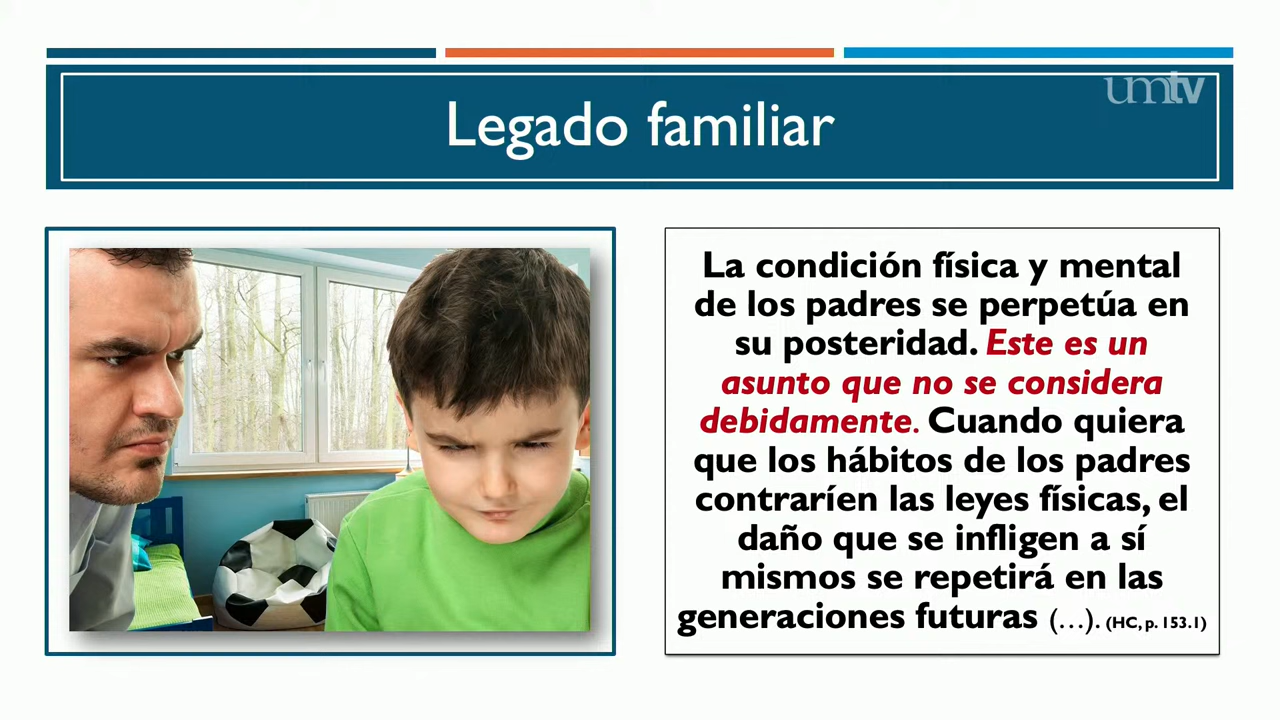 umtv
Legado familiar
La condición física y mental
de los padres se perpetúa en
su posteridad. Este es un
asunto que no se considera
debidamente. Cuando quiera
que los hábitos de los padres
contraríen las leyes físicas, el
daño que se infligen a sí
mismos se repetirá en las
generaciones futuras (…). (HC, p. 153.1)